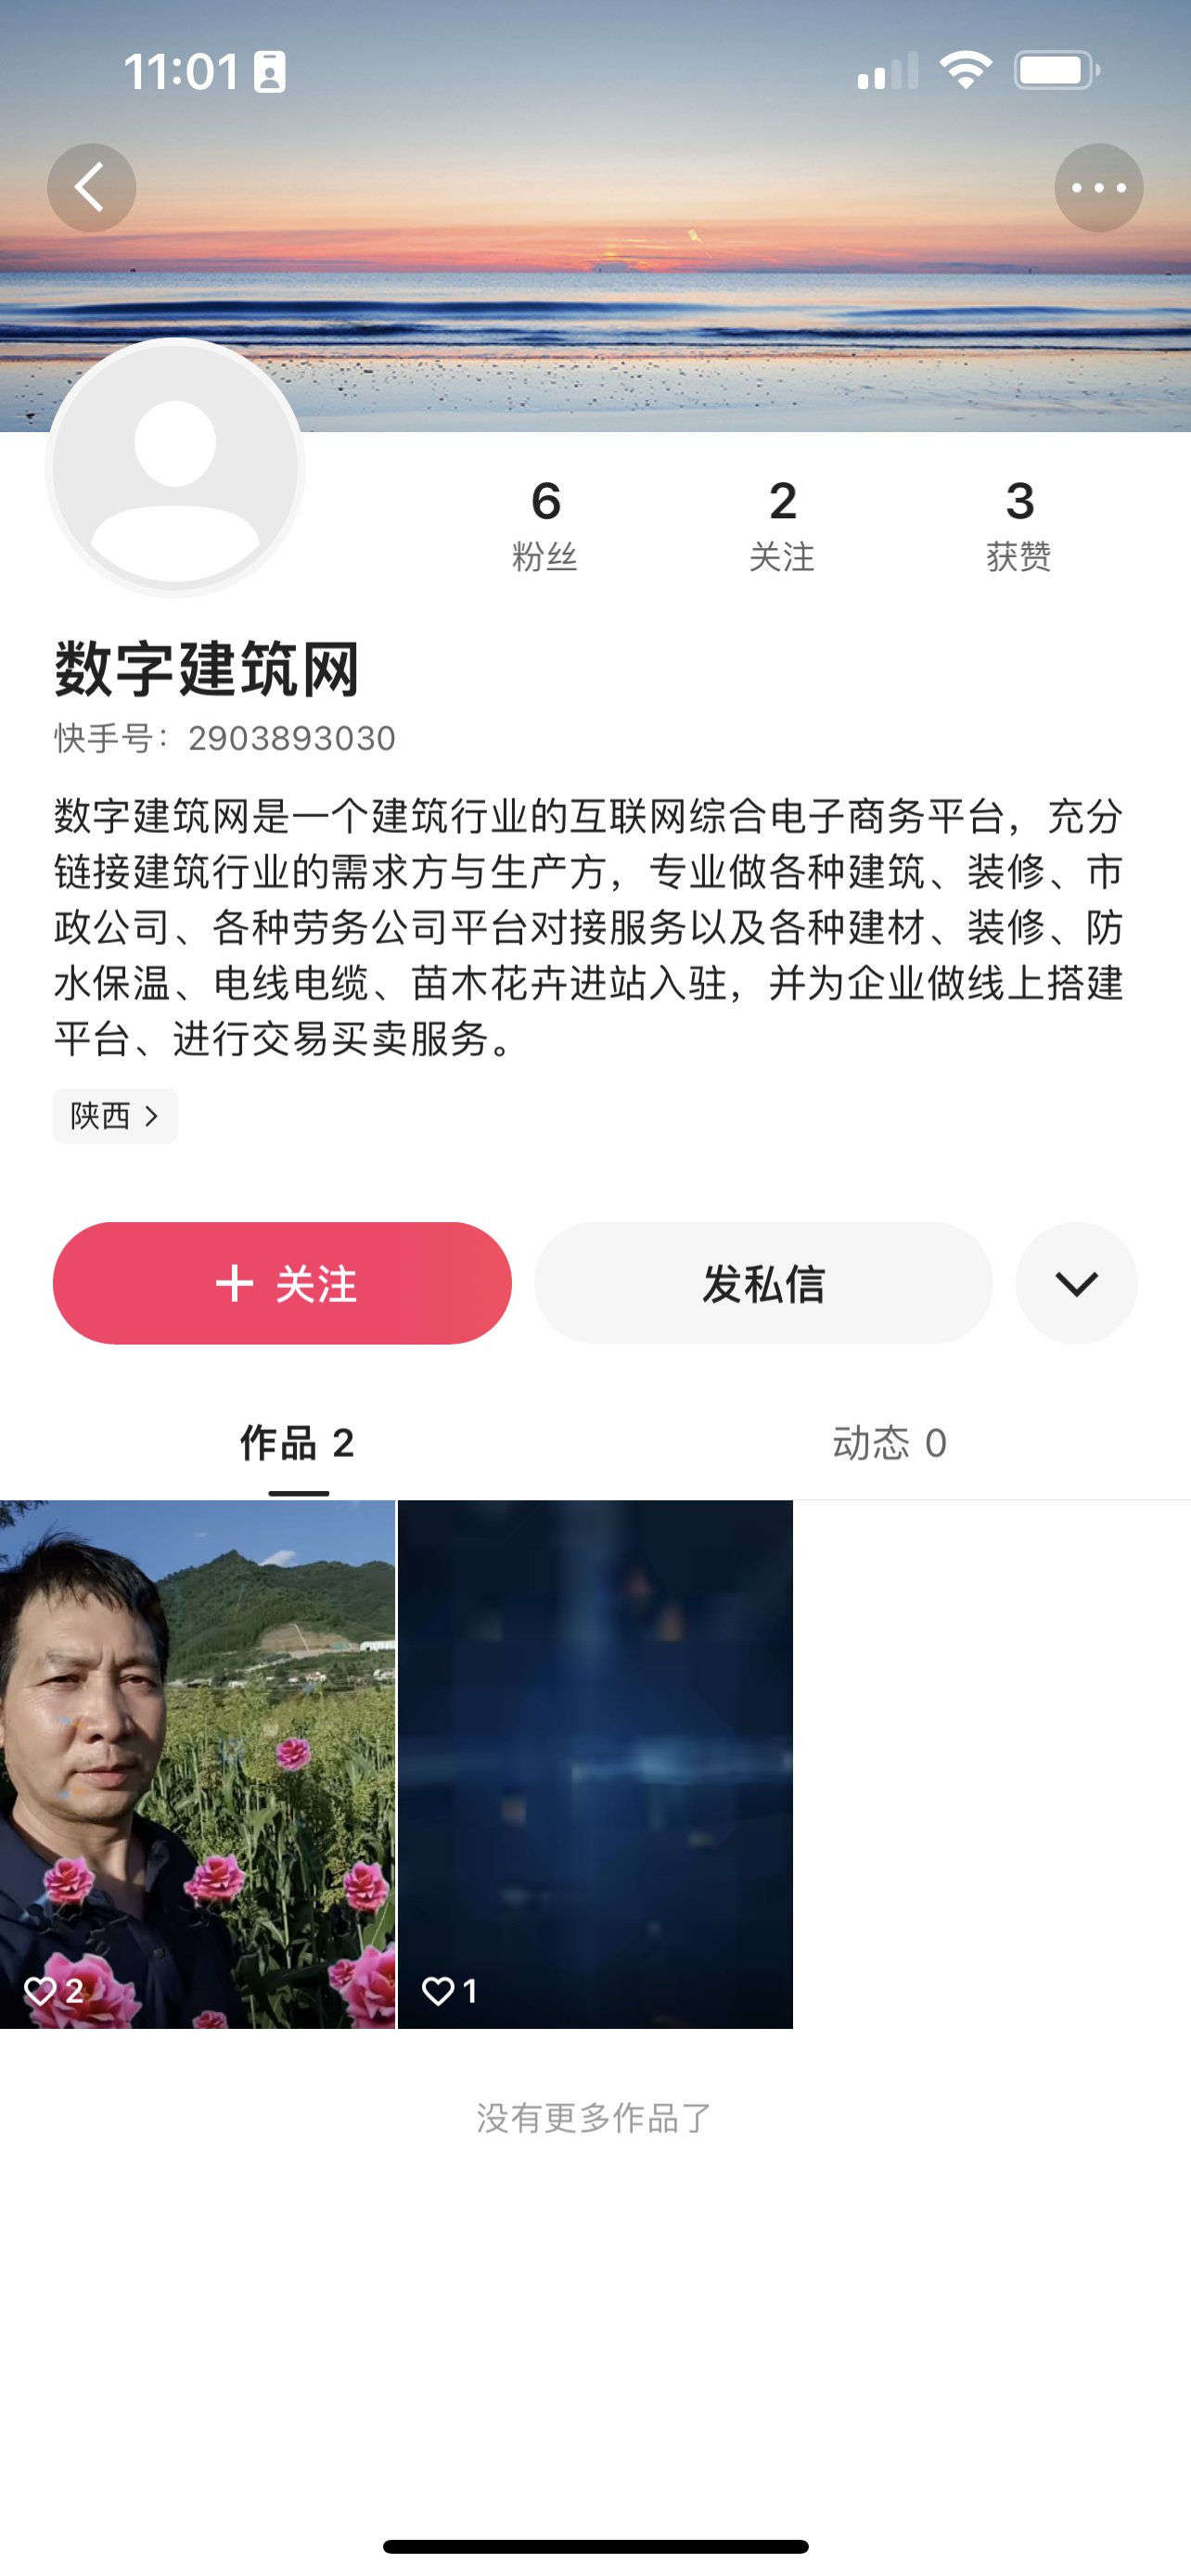 11:01
6
2
3
粉丝
关注
获赞
数字建筑网
快手号：2903893030
数字建筑网是一个建筑行业的互联网综合电子商务平台，充分
链接建筑行业的需求方与生产方，专业做各种建筑、装修、市
政公司、各种劳务公司平台对接服务以及各种建材、装修、防
水保温、电线电缆、苗木花卉进站入驻，并为企业做线上搭建
平台、进行交易买卖服务。
陕西
关注
发私信
作品 2
动态 0
2
1
没有更多作品了